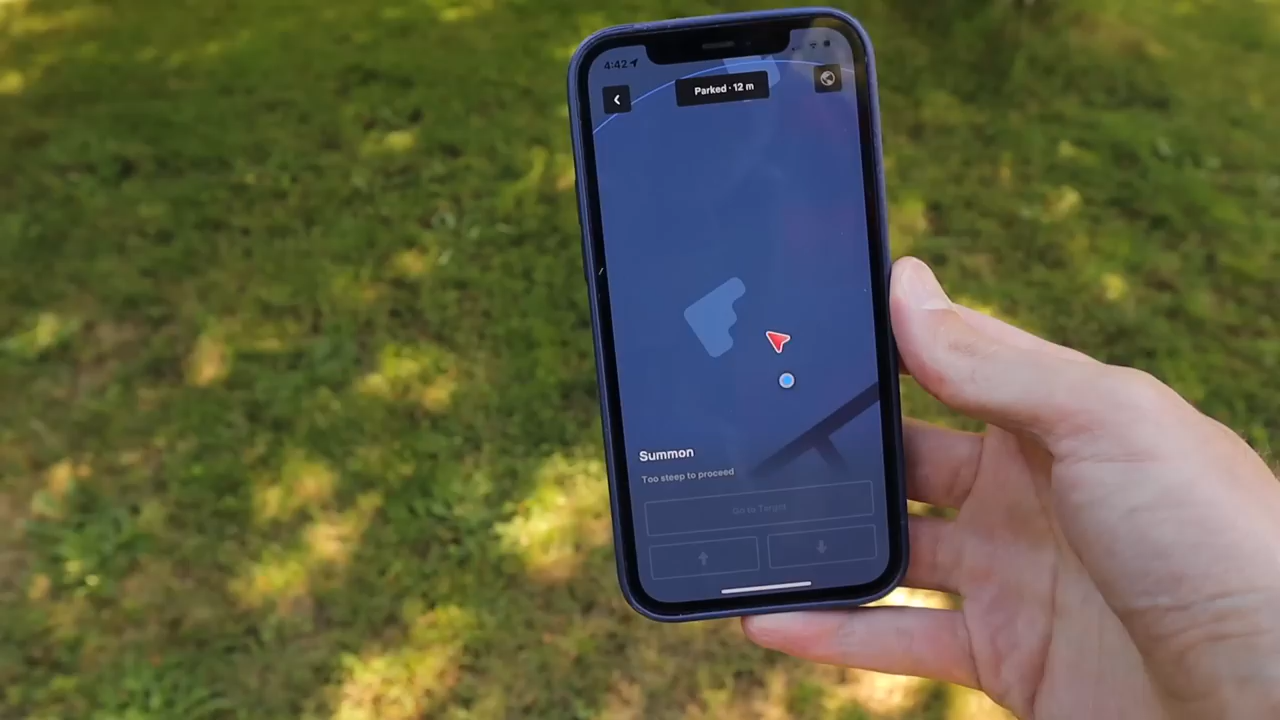 4:42
Parked · 12 m
Summon
Too steep to proceed
Go to Target